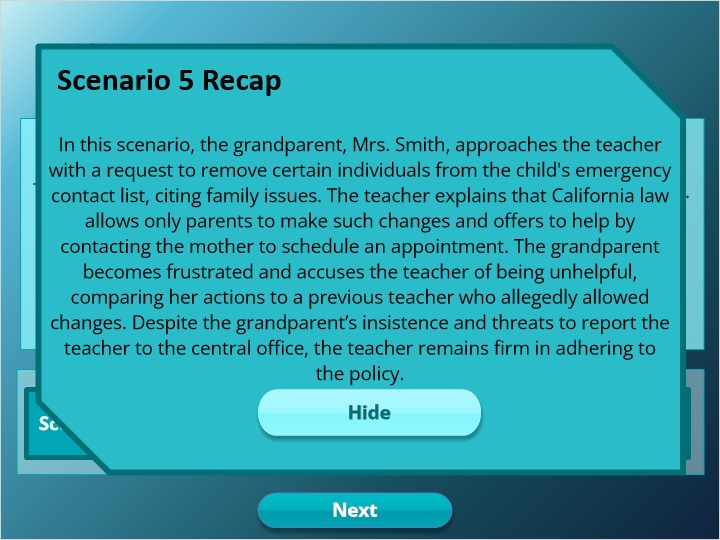 Scenario 5 Recap
In this scenario, the grandparent, Mrs. Smith, approaches the teacher
with a request to remove certain individuals from the child's emergency
contact list, citing family issues. The teacher explains that California law
allows only parents to make such changes and offers to help by
contacting the mother to schedule an appointment. The grandparent
becomes frustrated and accuses the teacher of being unhelpful,
comparing her actions to a previous teacher who allegedly allowed
changes. Despite the grandparent’s insistence and threats to report the
teacher to the central office, the teacher remains firm in adhering to
the policy.
Hide
Next